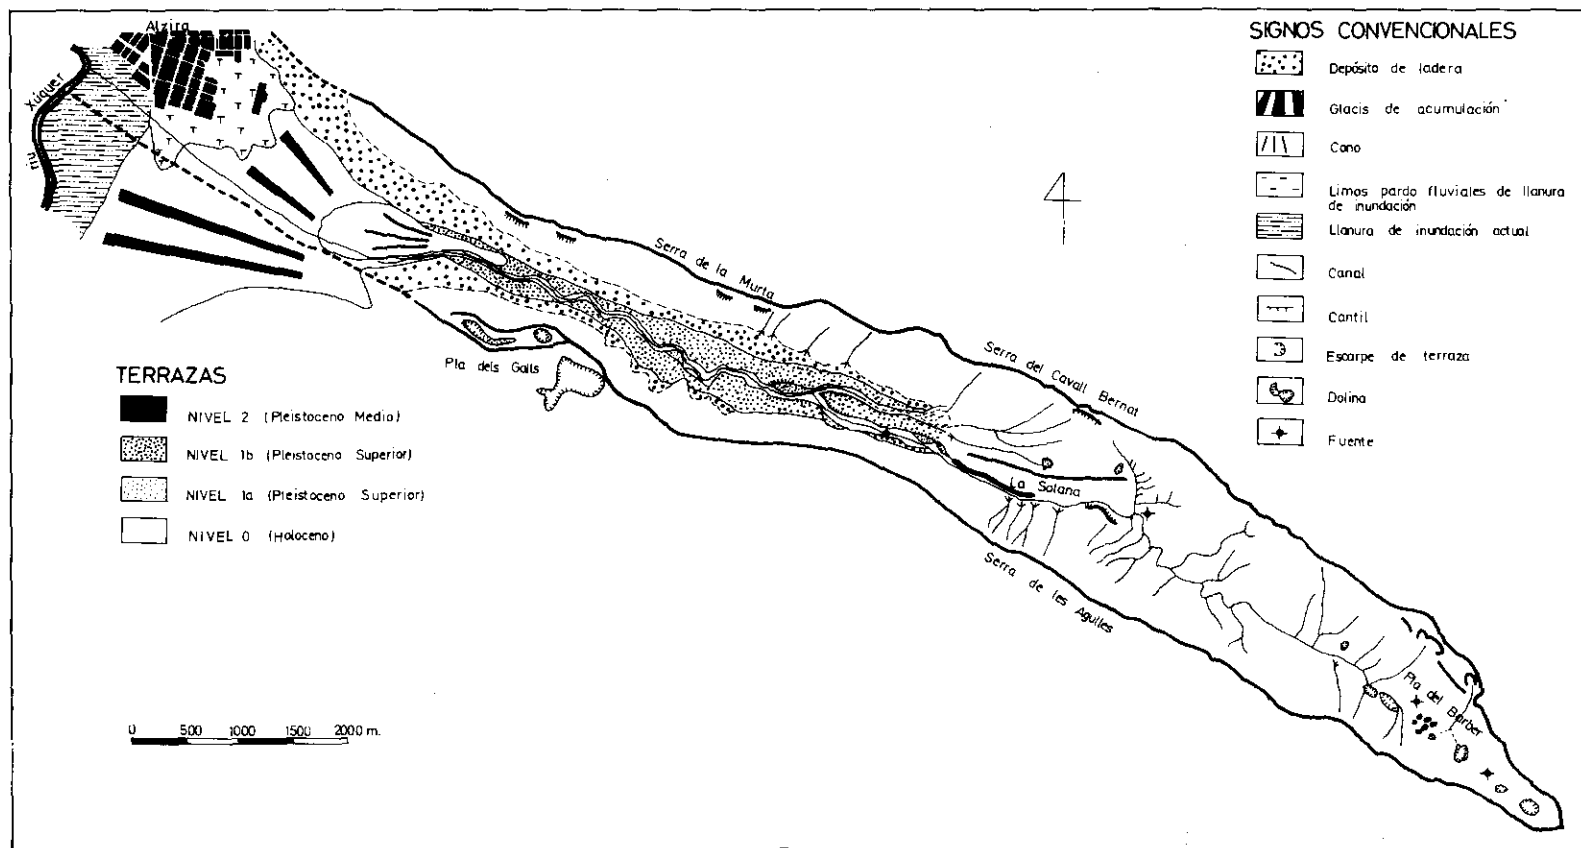 Alzira
riu Xúquer
Serra de la Murta
Serra del Cavall Bernat
Pla dels Galls
La Solana
Serra de les Agulles
Pla del Barber
SIGNOS CONVENCIONALES
Depósito de ladera
Glacis de acumulación
Cono
Limos pardo fluviales de llanura
de inundación
Llanura de inundación actual
Canal
Cantil
Escarpe de terraza
Dolina
Fuente
TERRAZAS
NIVEL 2 (Pleistoceno Medio)
NIVEL 1b (Pleistoceno Superior)
NIVEL 1a (Pleistoceno Superior)
NIVEL 0 (Holoceno)
0 500 1000 1500 2000 m.